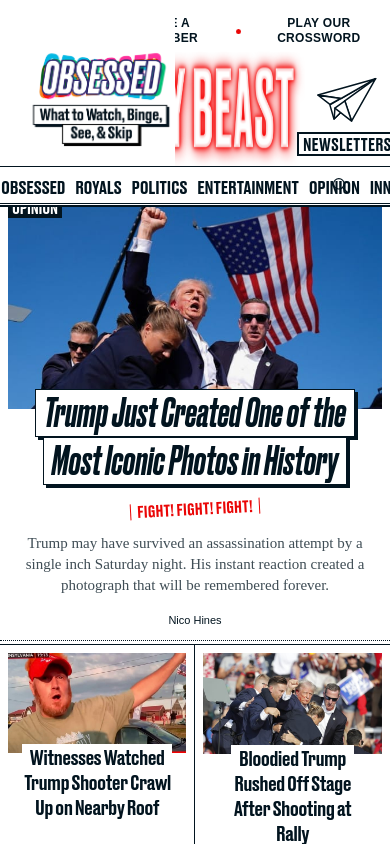 E A
BER
PLAY OUR
CROSSWORD
OBSESSED
What to Watch, Binge,
See, & Skip
Y BEAST
NEWSLETTERS
OBSESSED ROYALS POLITICS ENTERTAINMENT OPINION INN
OPINION
Trump Just Created One of the
Most Iconic Photos in History
FIGHT! FIGHT! FIGHT!
Trump may have survived an assassination attempt by a
single inch Saturday night. His instant reaction created a
photograph that will be remembered forever.
Nico Hines
Witnesses Watched
Trump Shooter Crawl
Up on Nearby Roof
Bloodied Trump
Rushed Off Stage
After Shooting at
Rally